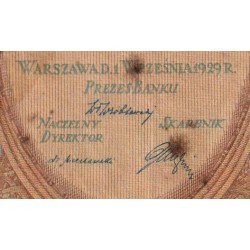 WARSZAWA D. 1 WRZEŚNIA 1929 R.
PREZES BANKU
NACZELNY SKARBNIK
DYREKTOR